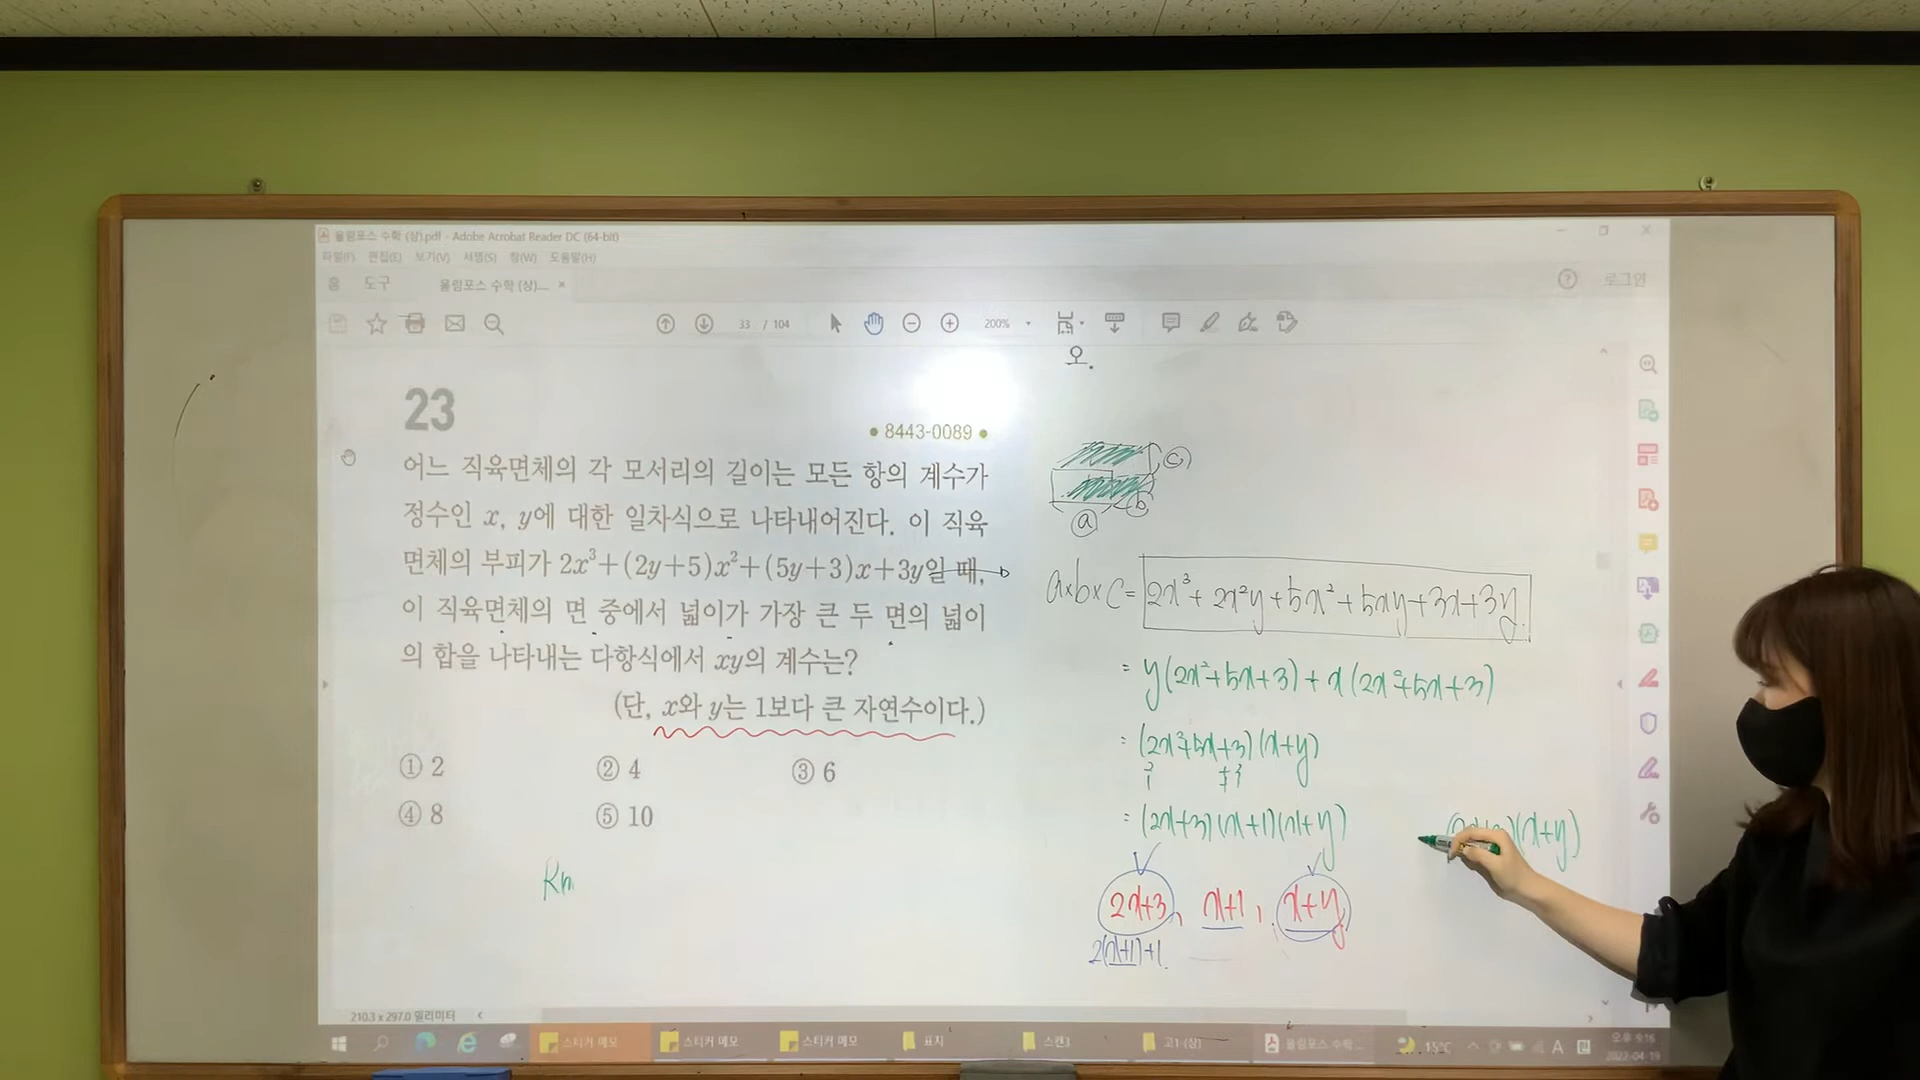 올림포스 수학 (상).pdf - Adobe Acrobat Reader DC (64-bit)
파일(F) 편집(E) 보기(V) 서명(S) 창(W) 도움말(H)
홈 도구 올림포스 수학 (상).... × 로그인
33 / 104 200%
오.
23
8443-0089
어느 직육면체의 각 모서리의 길이는 모든 항의 계수가
정수인 x, y에 대한 일차식으로 나타내어진다. 이 직육
면체의 부피가 2x³+(2y+5)x²+(5y+3)x+3y일 때,
이 직육면체의 면 중에서 넓이가 가장 큰 두 면의 넓이
의 합을 나타내는 다항식에서 xy의 계수는?
(단, x와 y는 1보다 큰 자연수이다.)
① 2 ② 4 ③ 6
④ 8 ⑤ 10
ⓒ
ⓑ
ⓐ
a×b×c= 2x³+2x²y+5x²+5xy+3x+3y
= y(2x²+5x+3)+x(2x²+5x+3)
= (2x²+5x+3)(x+y)
= (2x+3)(x+1)(x+y)
(x+y)
2x+3, x+1, x+y
2(x+1)+1
210.3 x 297.0 밀리미터
스티커 메모 스티커 메모 스티커 메모 표지 스캔3 고1-(상) 올림포스 수학... 15°C A 오후 9:16
2022-04-19